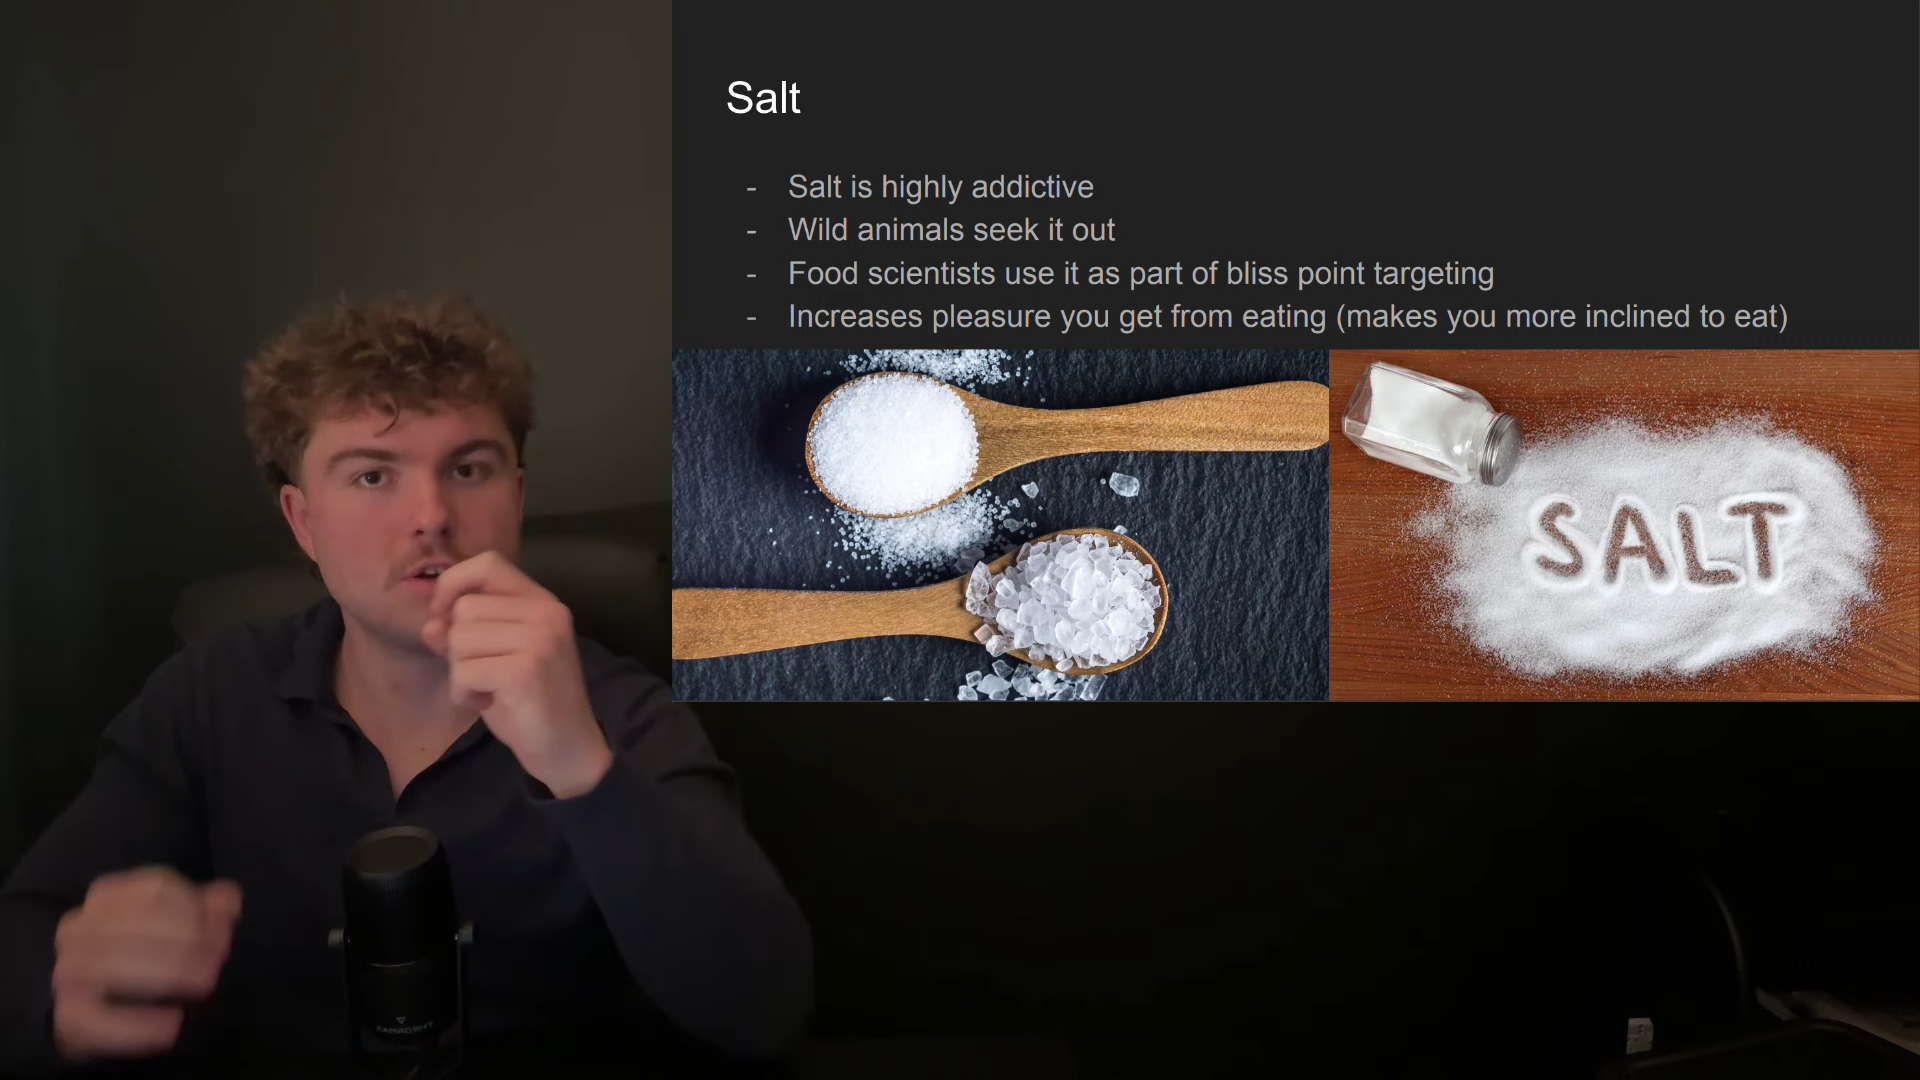 Salt
- Salt is highly addictive
- Wild animals seek it out
- Food scientists use it as part of bliss point targeting
- Increases pleasure you get from eating (makes you more inclined to eat)
SALT
THRONMAX